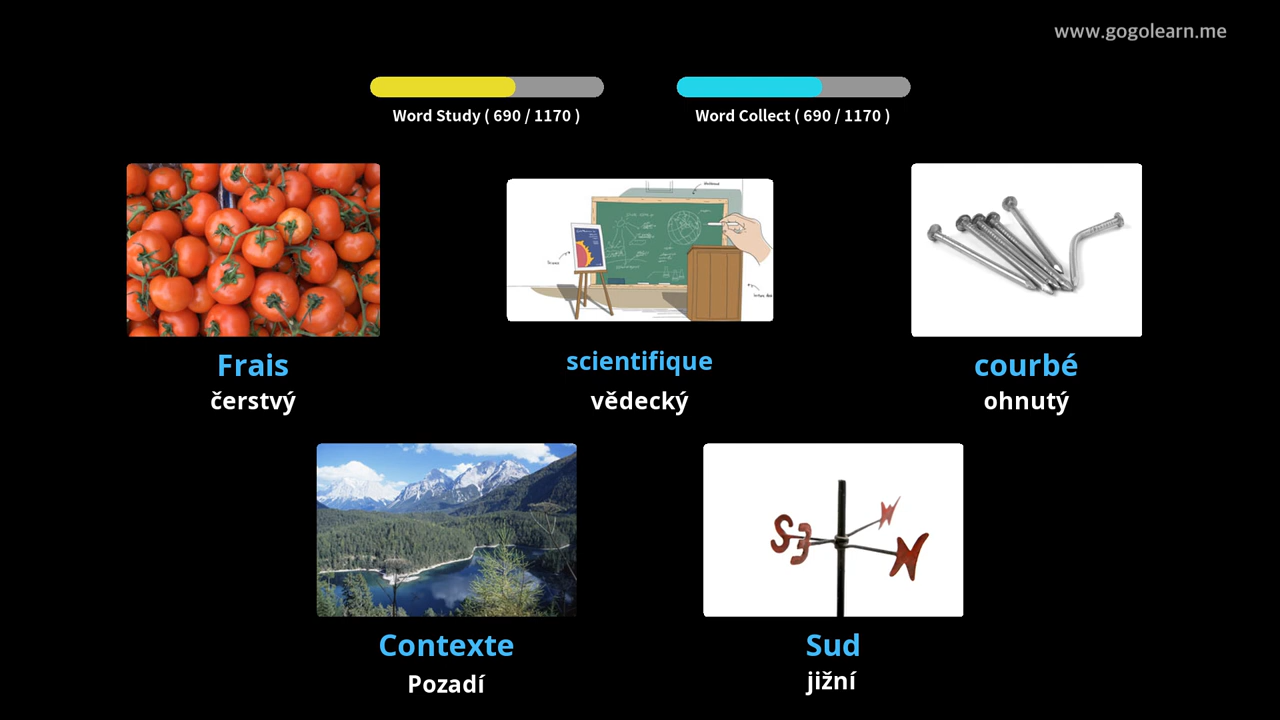 www.gogolearn.me
Word Study ( 690 / 1170 )
Word Collect ( 690 / 1170 )
Frais
čerstvý
scientifique
vědecký
courbé
ohnutý
S
E
N
Contexte
Pozadí
Sud
jižní